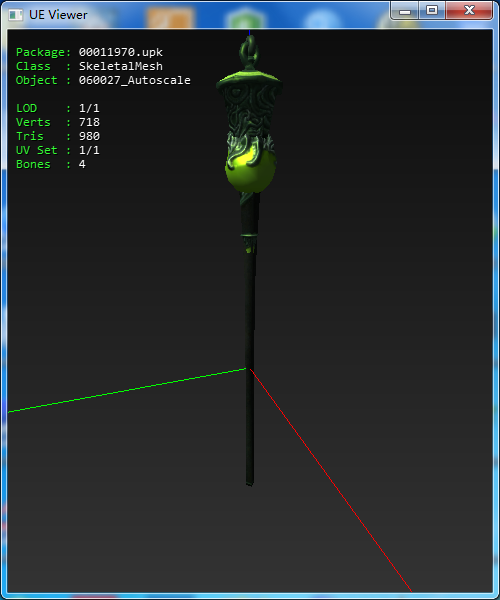 UE Viewer
Package: 00011970.upk
Class : SkeletalMesh
Object : 060027_Autoscale
LOD : 1/1
Verts : 718
Tris : 980
UV Set : 1/1
Bones : 4